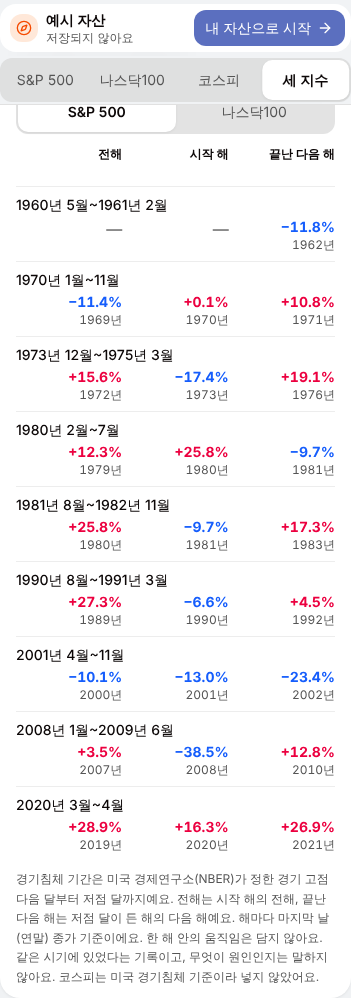 예시 자산
저장되지 않아요
내 자산으로 시작 →
S&P 500 나스닥100 코스피 세 지수
S&P 500 나스닥100
전해 시작 해 끝난 다음 해
1960년 5월~1961년 2월
— — −11.8%
1962년
1970년 1월~11월
−11.4% +0.1% +10.8%
1969년 1970년 1971년
1973년 12월~1975년 3월
+15.6% −17.4% +19.1%
1972년 1973년 1976년
1980년 2월~7월
+12.3% +25.8% −9.7%
1979년 1980년 1981년
1981년 8월~1982년 11월
+25.8% −9.7% +17.3%
1980년 1981년 1983년
1990년 8월~1991년 3월
+27.3% −6.6% +4.5%
1989년 1990년 1992년
2001년 4월~11월
−10.1% −13.0% −23.4%
2000년 2001년 2002년
2008년 1월~2009년 6월
+3.5% −38.5% +12.8%
2007년 2008년 2010년
2020년 3월~4월
+28.9% +16.3% +26.9%
2019년 2020년 2021년
경기침체 기간은 미국 경제연구소(NBER)가 정한 경기 고점
다음 달부터 저점 달까지예요. 전해는 시작 해의 전해, 끝난
다음 해는 저점 달이 든 해의 다음 해예요. 해마다 마지막 날
(연말) 종가 기준이에요. 한 해 안의 움직임은 담지 않아요.
같은 시기에 있었다는 기록이고, 무엇이 원인인지는 말하지
않아요. 코스피는 미국 경기침체 기준이라 넣지 않았어요.